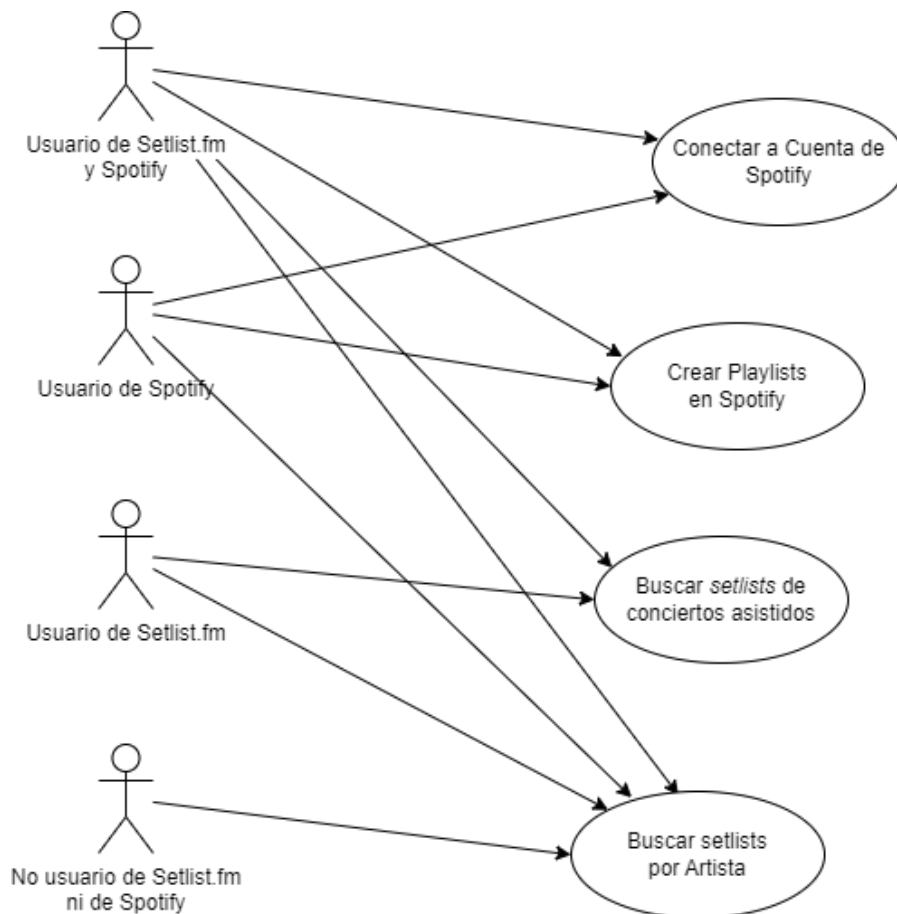 Usuario de Setlist.fm
y Spotify
Conectar a Cuenta de
Spotify
Usuario de Spotify
Crear Playlists
en Spotify
Usuario de Setlist.fm
Buscar setlists de
conciertos asistidos
No usuario de Setlist.fm
ni de Spotify
Buscar setlists
por Artista